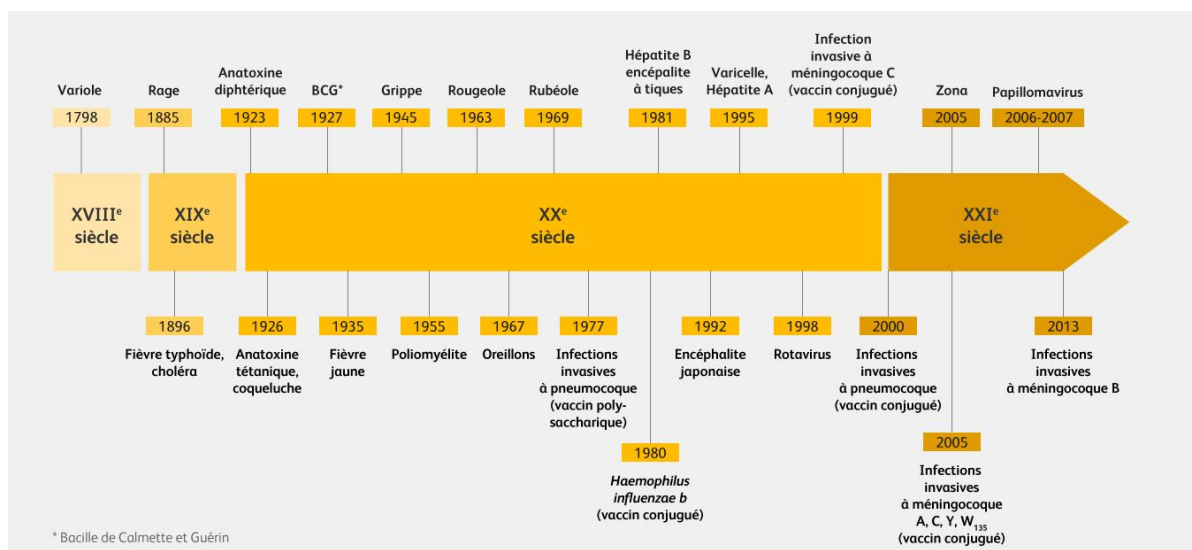 Variole
1798
Rage
1885
Anatoxine
diphtérique
1923
BCG*
1927
Grippe
1945
Rougeole
1963
Rubéole
1969
Hépatite B
encépalite
à tiques
1981
Varicelle,
Hépatite A
1995
Infection
invasive à
méningocoque C
(vaccin conjugué)
1999
Zona
2005
Papillomavirus
2006-2007
XVIIIe
siècle
XIXe
siècle
XXe
siècle
XXIe
siècle
1896
Fièvre typhoïde,
choléra
1926
Anatoxine
tétanique,
coqueluche
1935
Fièvre
jaune
1955
Poliomyélite
1967
Oreillons
1977
Infections
invasives
à pneumocoque
(vaccin poly-
saccharique)
1980
Haemophilus
influenzae b
(vaccin conjugué)
1992
Encéphalite
japonaise
1998
Rotavirus
2000
Infections
invasives
à pneumocoque
(vaccin conjugué)
2005
Infections
invasives
à méningocoque
A, C, Y, W135
(vaccin conjugué)
2013
Infections
invasives
à méningocoque B
* Bacille de Calmette et Guérin